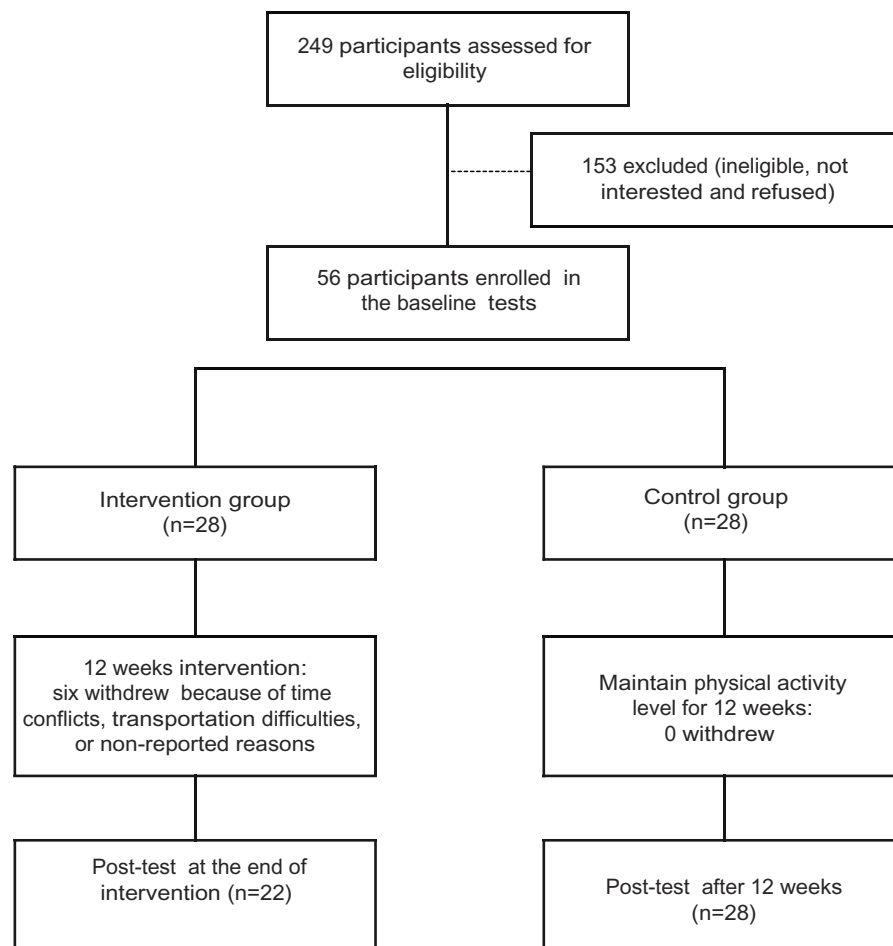 249 participants assessed for
eligibility
153 excluded (ineligible, not
interested and refused)
56 participants enrolled in
the baseline tests
Intervention group
(n=28)
Control group
(n=28)
12 weeks intervention:
six withdrew because of time
conflicts, transportation difficulties,
or non-reported reasons
Maintain physical activity
level for 12 weeks:
0 withdrew
Post-test at the end of
intervention (n=22)
Post-test after 12 weeks
(n=28)